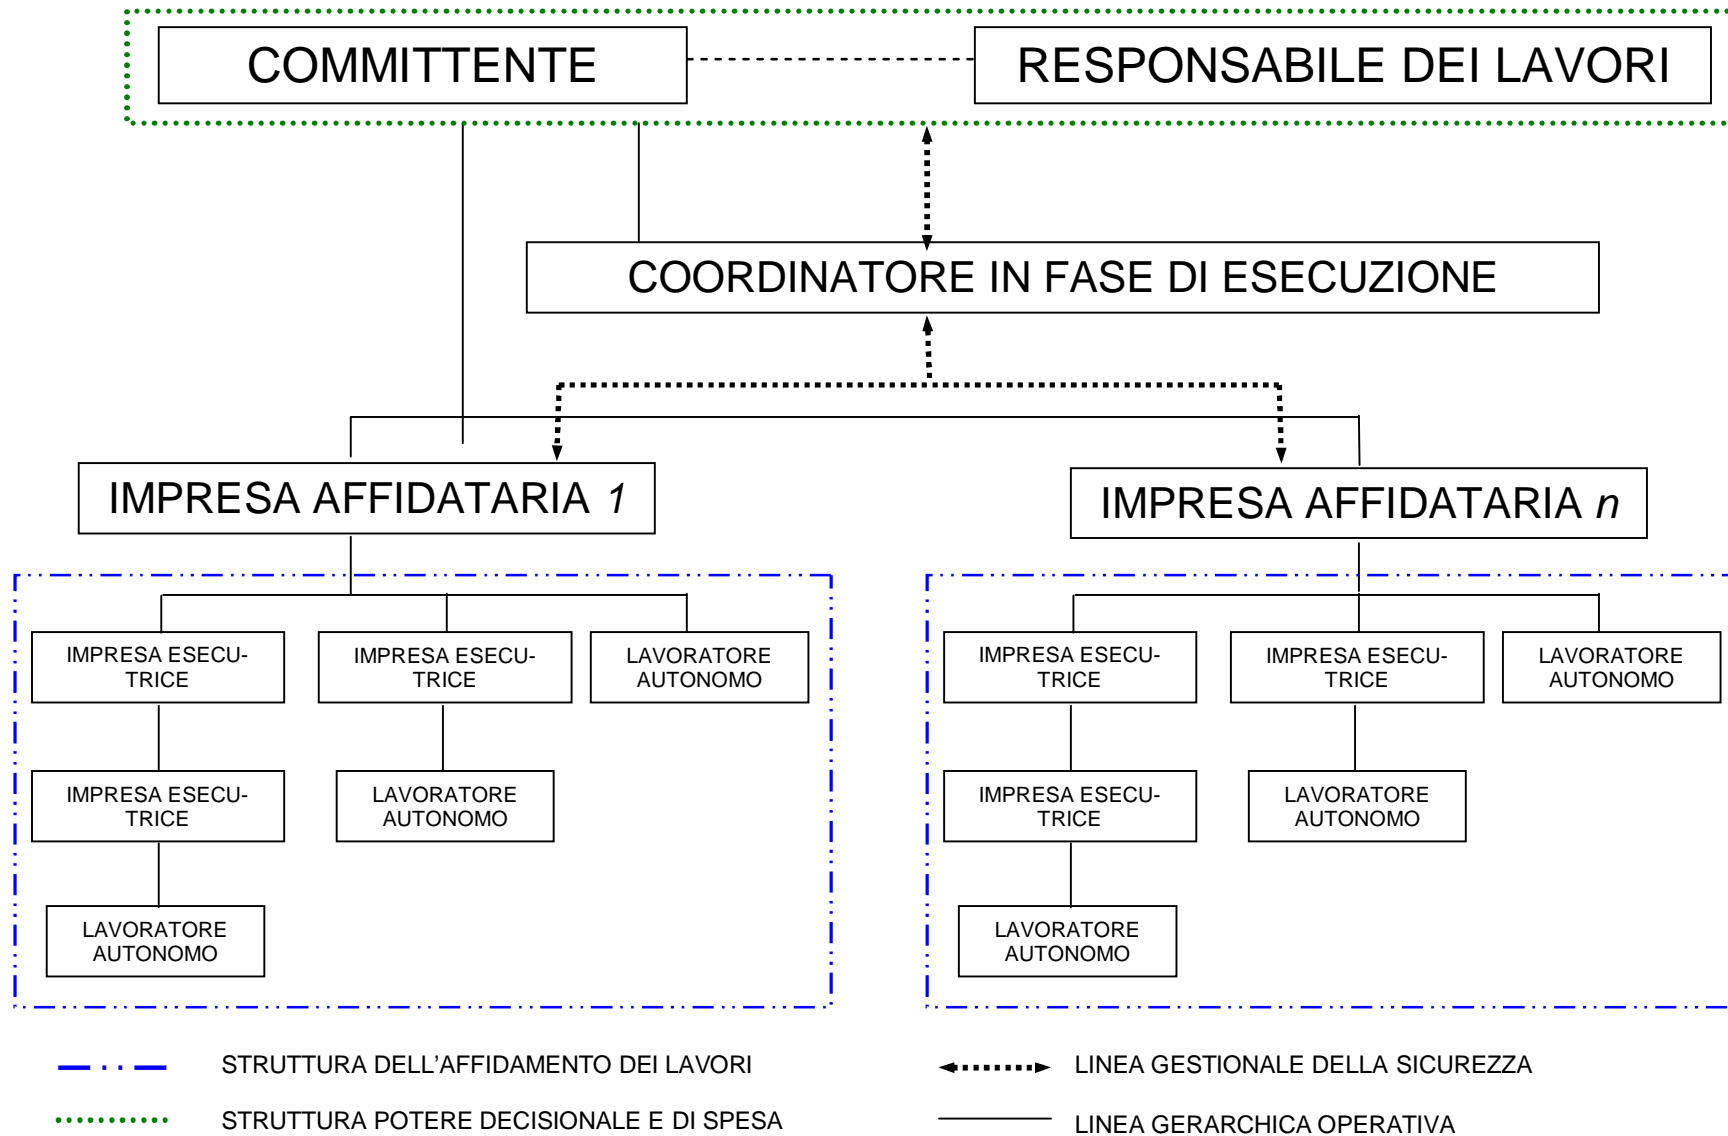 COMMITTENTE
RESPONSABILE DEI LAVORI
COORDINATORE IN FASE DI ESECUZIONE
IMPRESA AFFIDATARIA 1
IMPRESA AFFIDATARIA n
IMPRESA ESECU-
TRICE
IMPRESA ESECU-
TRICE
LAVORATORE
AUTONOMO
IMPRESA ESECU-
TRICE
IMPRESA ESECU-
TRICE
LAVORATORE
AUTONOMO
IMPRESA ESECU-
TRICE
LAVORATORE
AUTONOMO
IMPRESA ESECU-
TRICE
LAVORATORE
AUTONOMO
LAVORATORE
AUTONOMO
LAVORATORE
AUTONOMO
STRUTTURA DELL’AFFIDAMENTO DEI LAVORI
LINEA GESTIONALE DELLA SICUREZZA
STRUTTURA POTERE DECISIONALE E DI SPESA
LINEA GERARCHICA OPERATIVA